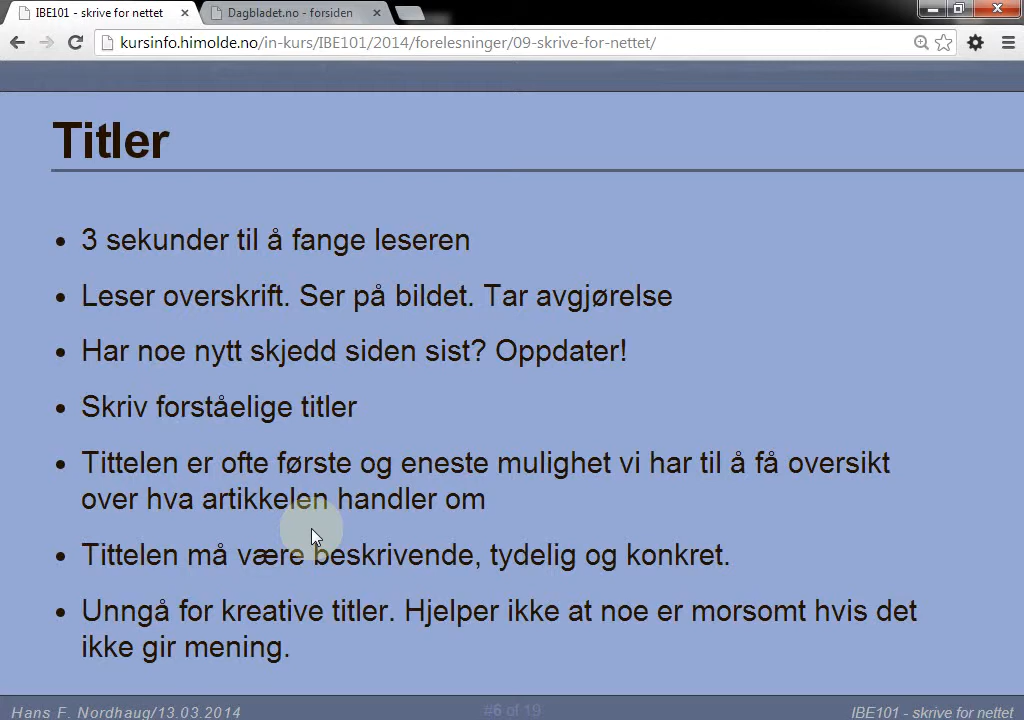 IBE101 - skrive for nettet
Dagbladet.no - forsiden
kursinfo.himolde.no/in-kurs/IBE101/2014/forelesninger/09-skrive-for-nettet/
Titler
• 3 sekunder til å fange leseren
• Leser overskrift. Ser på bildet. Tar avgjørelse
• Har noe nytt skjedd siden sist? Oppdater!
• Skriv forståelige titler
• Tittelen er ofte første og eneste mulighet vi har til å få oversikt
over hva artikkelen handler om
• Tittelen må være beskrivende, tydelig og konkret.
• Unngå for kreative titler. Hjelper ikke at noe er morsomt hvis det
ikke gir mening.
Hans F. Nordhaug/13.03.2014
#6 of 19
IBE101 - skrive for nettet